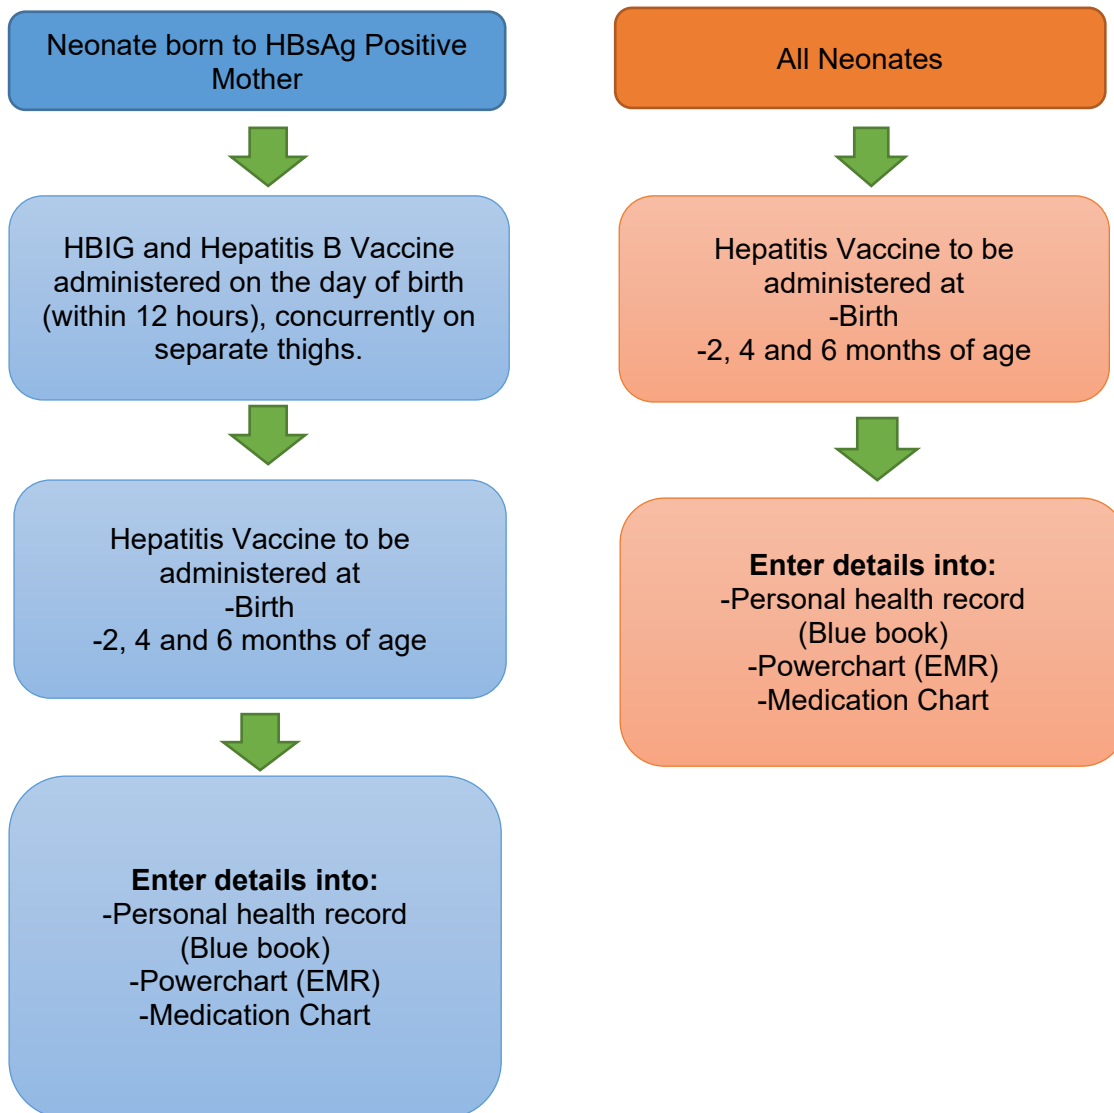 Neonate born to HBsAg Positive
Mother
HBIG and Hepatitis B Vaccine
administered on the day of birth
(within 12 hours), concurrently on
separate thighs.
Hepatitis Vaccine to be
administered at
-Birth
-2, 4 and 6 months of age
Enter details into:
-Personal health record
(Blue book)
-Powerchart (EMR)
-Medication Chart
All Neonates
Hepatitis Vaccine to be
administered at
-Birth
-2, 4 and 6 months of age
Enter details into:
-Personal health record
(Blue book)
-Powerchart (EMR)
-Medication Chart